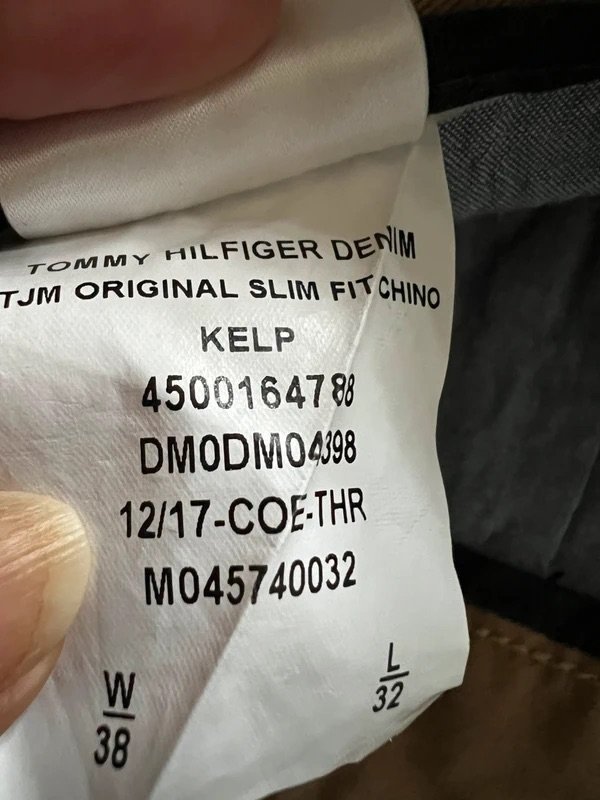 TOMMY HILFIGER DENIM
TJM ORIGINAL SLIM FIT CHINO
KELP
4500164788
DM0DM04398
12/17-COE-THR
M045740032
W L
38 32